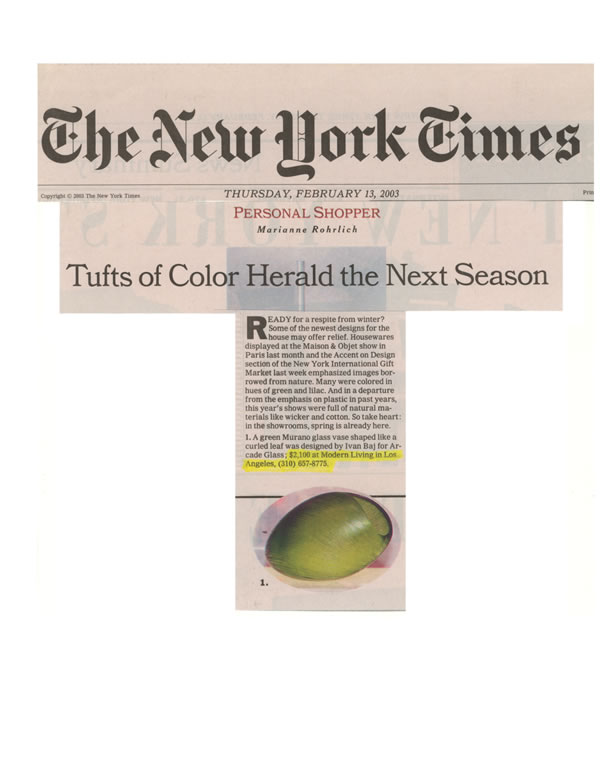 The New York Times
Copyright © 2003 The New York Times
THURSDAY, FEBRUARY 13, 2003
PERSONAL SHOPPER
Marianne Rohrlich
Tufts of Color Herald the Next Season
READY for a respite from winter?
Some of the newest designs for the
house may offer relief. Housewares
displayed at the Maison & Objet show in
Paris last month and the Accent on Design
section of the New York International Gift
Market last week emphasized images bor-
rowed from nature. Many were colored in
hues of green and lilac. And in a departure
from the emphasis on plastic in past years,
this year's shows were full of natural ma-
terials like wicker and cotton. So take heart:
in the showrooms, spring is already here.
1. A green Murano glass vase shaped like a
curled leaf was designed by Ivan Baj for Ar-
cade Glass; $2,100 at Modern Living in Los
Angeles, (310) 657-8775.
1.